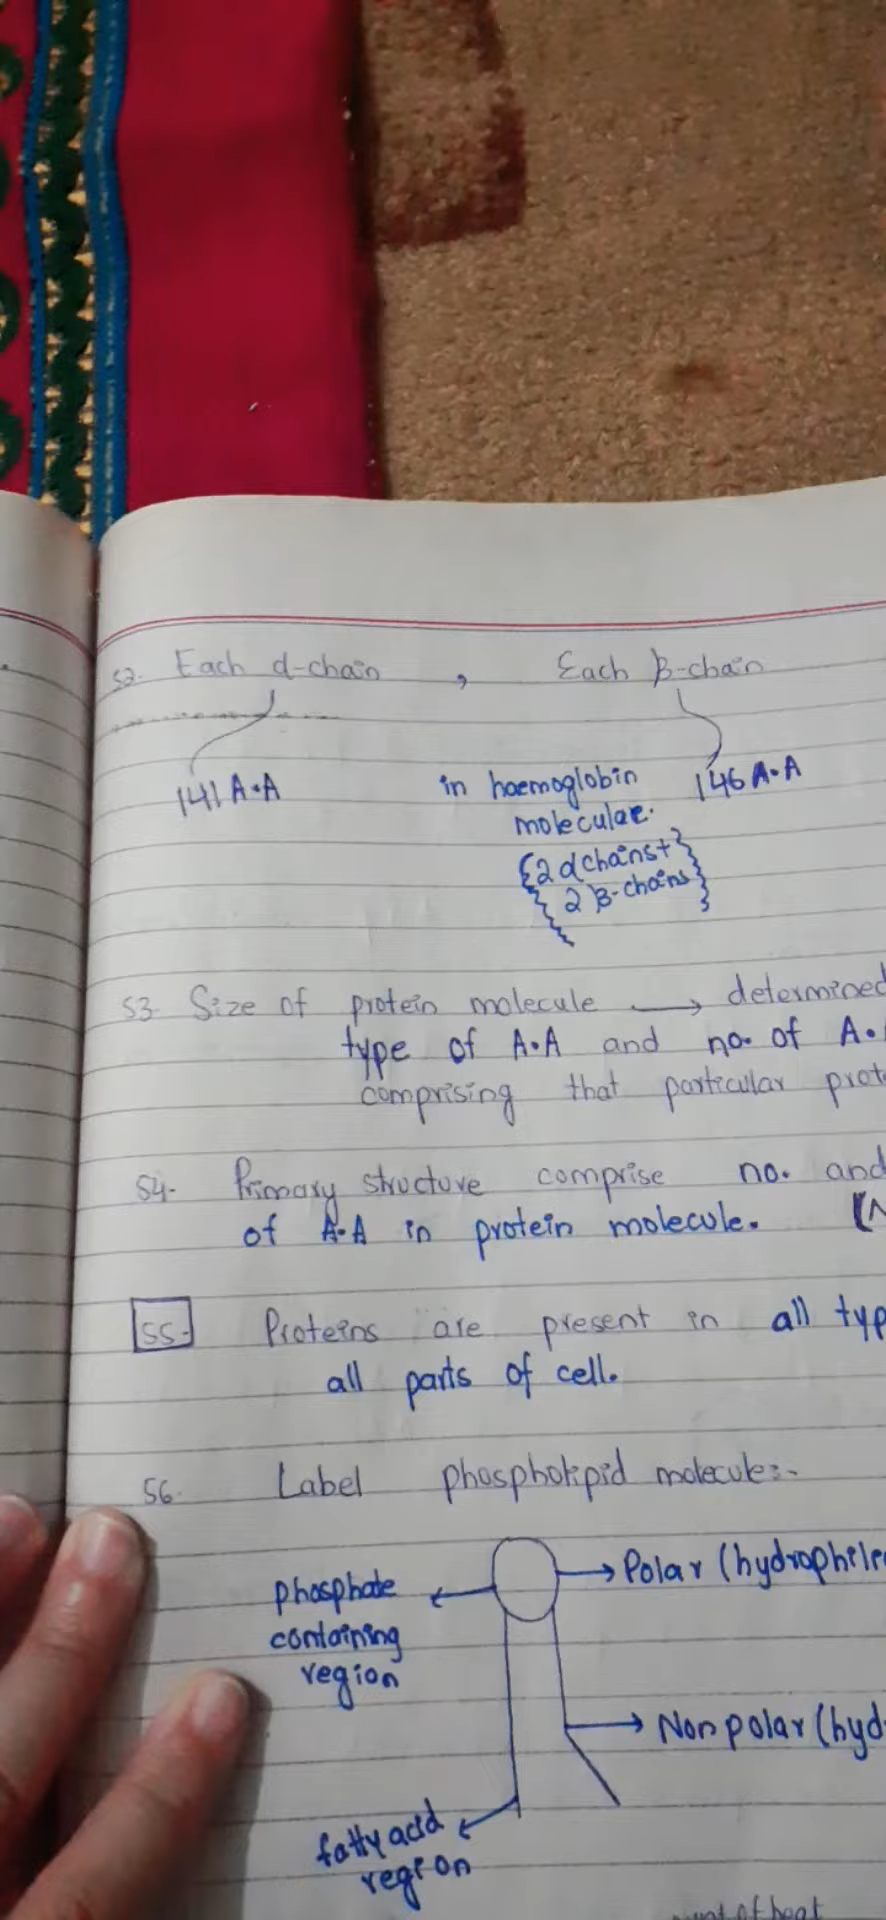 52. Each α-chain , Each β-chain
141 A.A
in haemoglobin
moleculae.
146 A.A
{2 α chains +}
{2 β-chains}
53. Size of protein molecule → determined
type of A.A and no. of A.
comprising that particular
54- Primary structure comprise no. and
of A.A in protein molecule.
55- Proteins are present in all
all parts of cell.
56. Label phospholipid molecule:-
phosphate
containing
region
Polar (
Non polar (
fatty acid
region
of heat